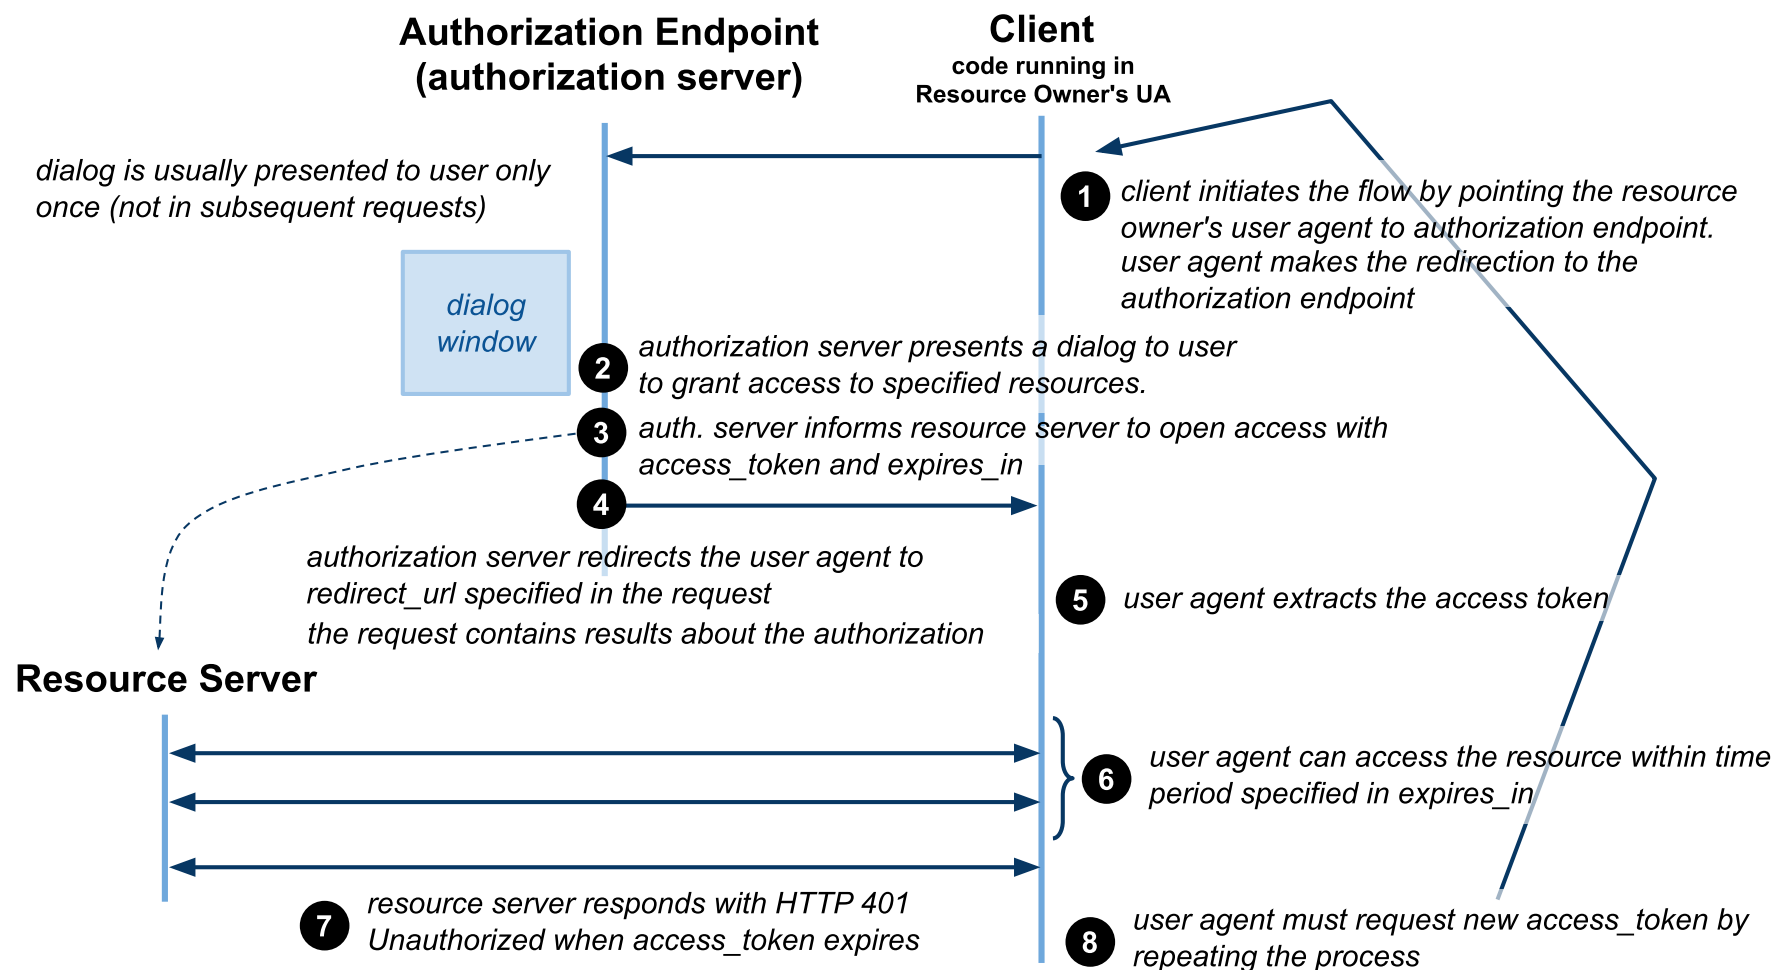 Authorization Endpoint
(authorization server)
Client
code running in
Resource Owner's UA
dialog is usually presented to user only
once (not in subsequent requests)
1
client initiates the flow by pointing the resource
owner's user agent to authorization endpoint.
user agent makes the redirection to the
authorization endpoint
dialog
window
2
authorization server presents a dialog to user
to grant access to specified resources.
3
auth. server informs resource server to open access with
access_token and expires_in
4
authorization server redirects the user agent to
redirect_url specified in the request
the request contains results about the authorization
5
user agent extracts the access token
Resource Server
6
user agent can access the resource within time
period specified in expires_in
7
resource server responds with HTTP 401
Unauthorized when access_token expires
8
user agent must request new access_token by
repeating the process